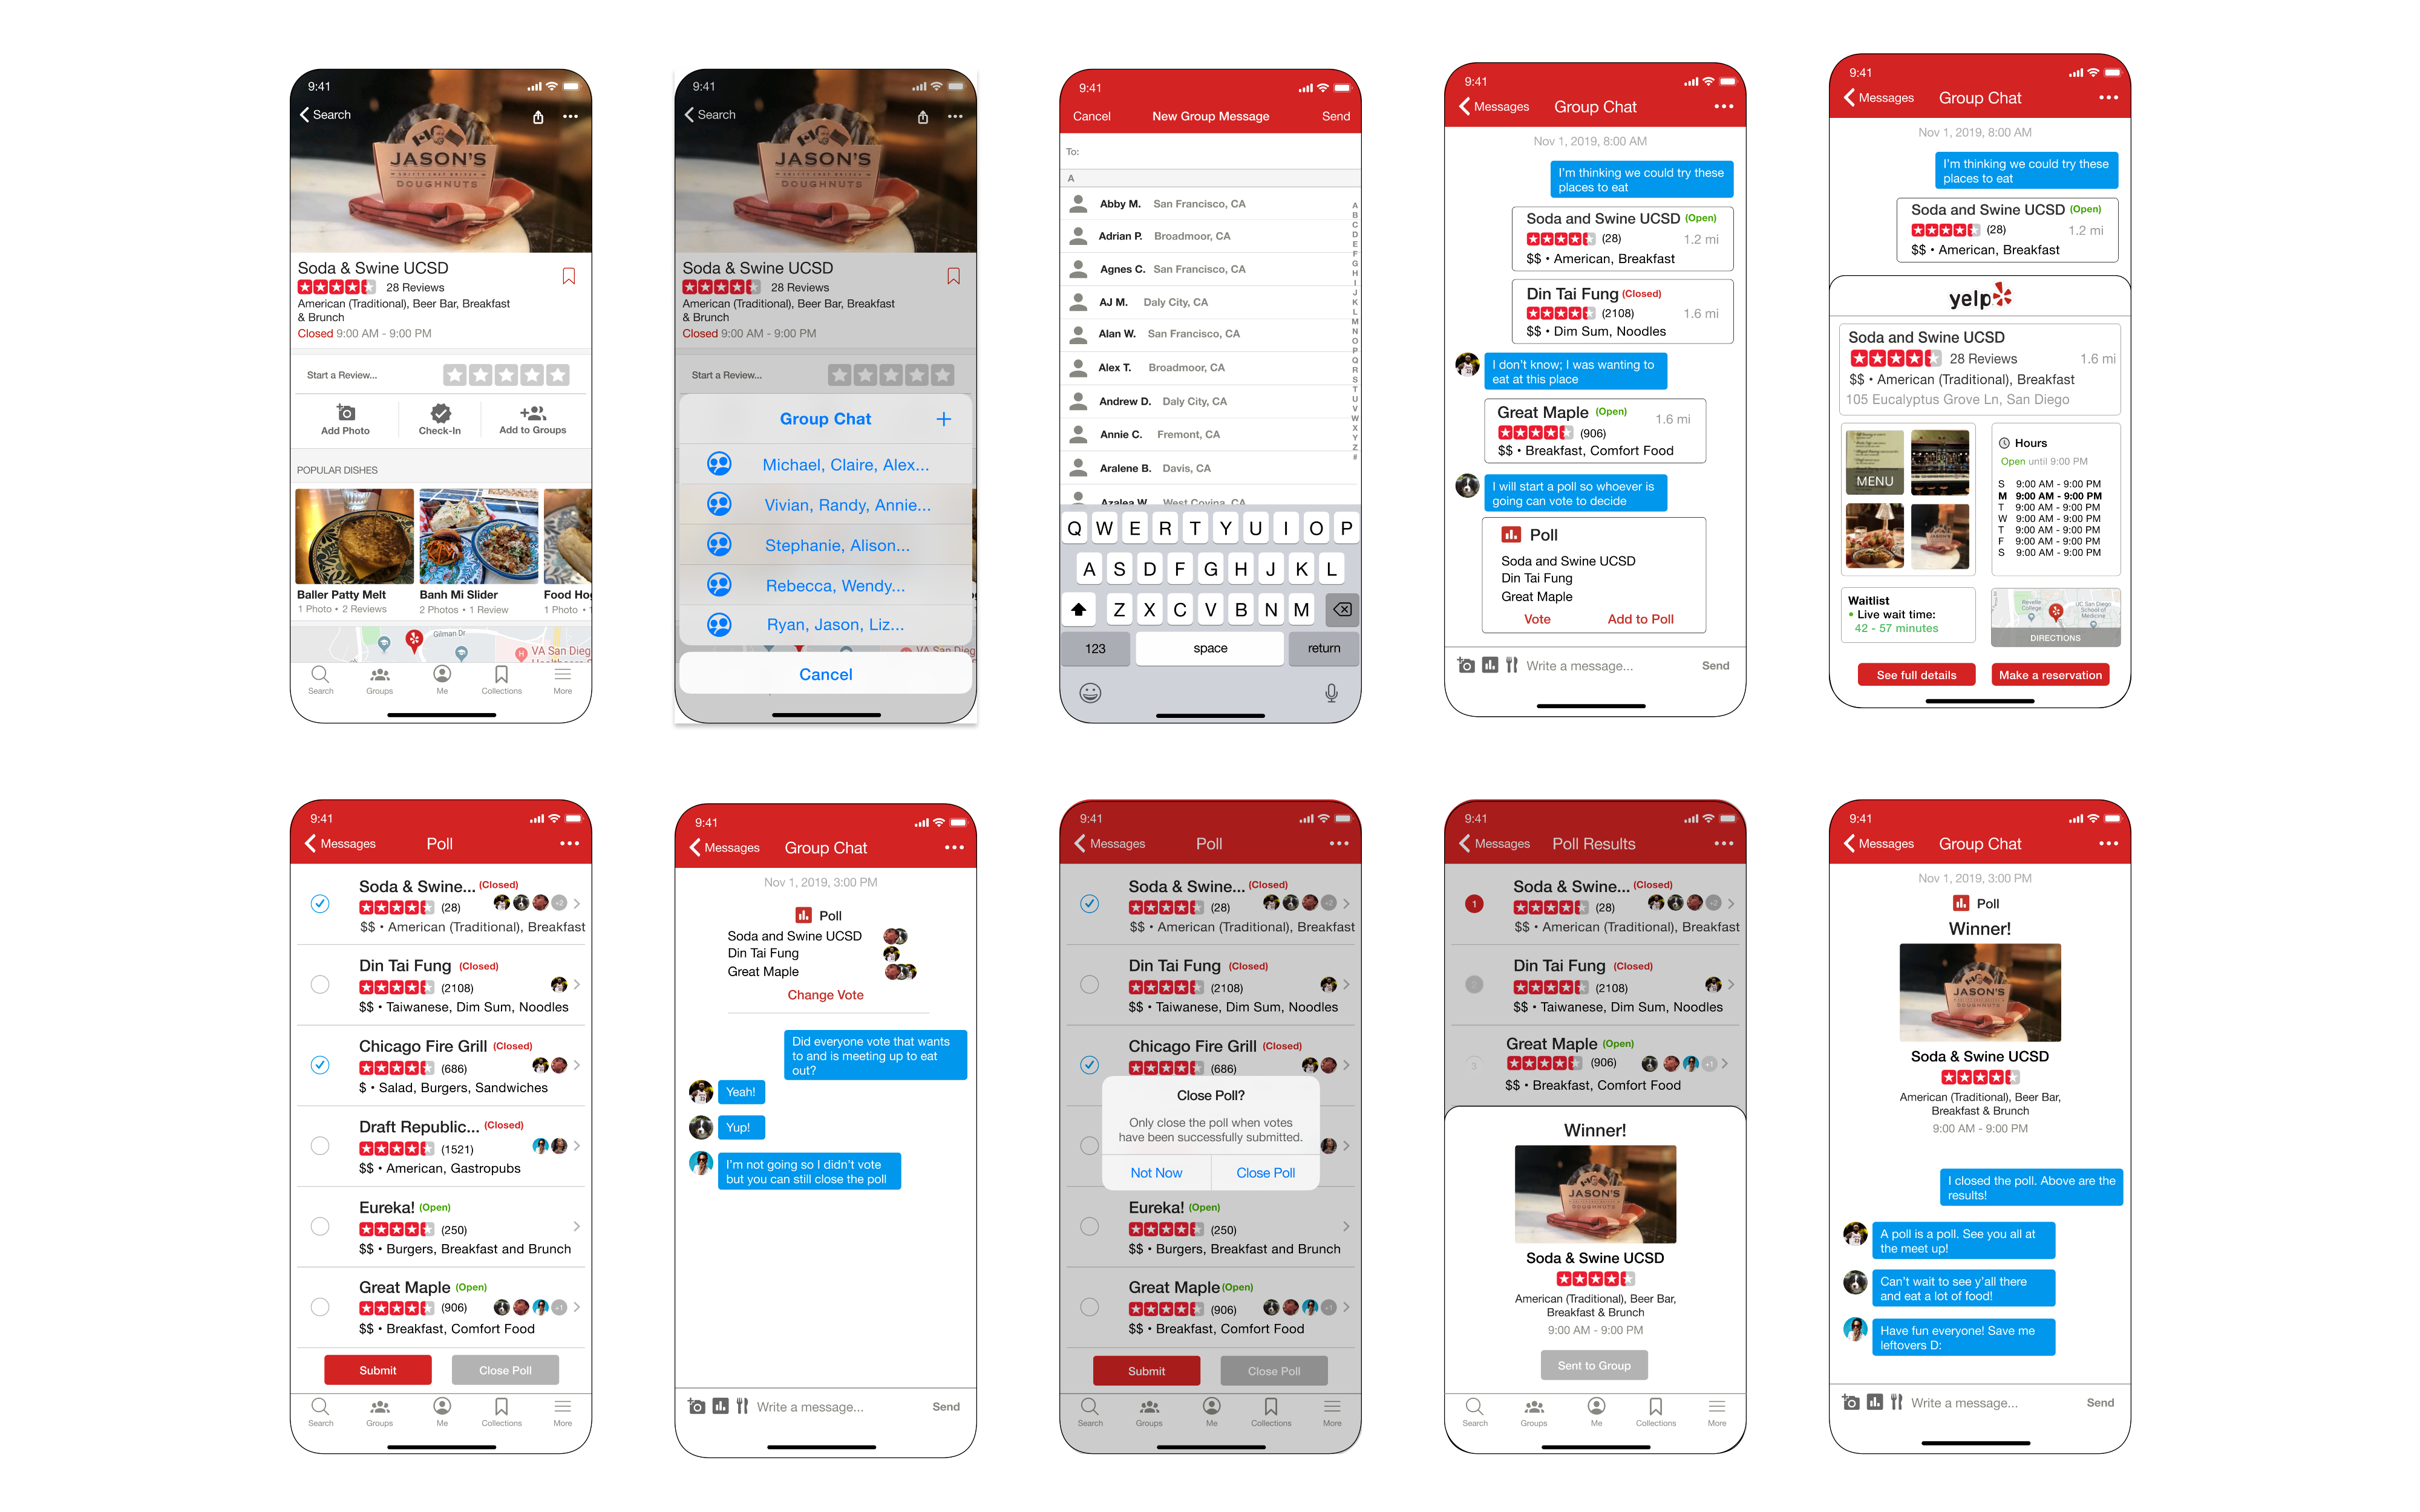 9:41
Search
JASON'S
DOUGHNUTS
Soda & Swine UCSD
28 Reviews
American (Traditional), Beer Bar, Breakfast
& Brunch
Closed 9:00 AM - 9:00 PM
Start a Review...
Add Photo
Check-In
Add to Groups
POPULAR DISHES
Baller Patty Melt
1 Photo • 2 Reviews
Banh Mi Slider
2 Photos • 1 Review
Food Ho
1 Photo •
Gilman Dr
VA San Dieg
Search
Groups
Me
Collections
More
9:41
Search
JASON'S
DOUGHNUTS
Soda & Swine UCSD
28 Reviews
American (Traditional), Beer Bar, Breakfast
& Brunch
Closed 9:00 AM - 9:00 PM
Start a Review...
Group Chat +
Michael, Claire, Alex...
Vivian, Randy, Annie...
Stephanie, Alison...
Rebecca, Wendy...
Ryan, Jason, Liz...
VA San Dieg
Cancel
9:41
Cancel New Group Message Send
To:
A
Abby M. San Francisco, CA
Adrian P. Broadmoor, CA
Agnes C. San Francisco, CA
AJ M. Daly City, CA
Alan W. San Francisco, CA
Alex T. Broadmoor, CA
Andrew D. Daly City, CA
Annie C. Fremont, CA
Aralene B. Davis, CA
Azalea W. West Covina, CA
A
B
C
D
E
F
G
H
I
J
K
L
M
N
O
P
Q
R
S
T
U
V
W
X
Y
Z
#
Q W E R T Y U I O P
A S D F G H J K L
Z X C V B N M
123 space return
9:41
Messages Group Chat
Nov 1, 2019, 8:00 AM
I'm thinking we could try these
places to eat
Soda and Swine UCSD (Open)
(28) 1.2 mi
$$ • American, Breakfast
Din Tai Fung (Closed)
(2108) 1.6 mi
$$ • Dim Sum, Noodles
I don't know; I was wanting to
eat at this place
Great Maple (Open)
1.6 mi
(906)
$$ • Breakfast, Comfort Food
I will start a poll so whoever is
going can vote to decide
Poll
Soda and Swine UCSD
Din Tai Fung
Great Maple
Vote Add to Poll
Write a message... Send
9:41
Messages Group Chat
Nov 1, 2019, 8:00 AM
I'm thinking we could try these
places to eat
Soda and Swine UCSD (Open)
(28) 1.2 mi
$$ • American, Breakfast
yelp
Soda and Swine UCSD
28 Reviews 1.6 mi
$$ • American (Traditional), Breakfast
105 Eucalyptus Grove Ln, San Diego
MENU
Hours
Open until 9:00 PM
S 9:00 AM - 9:00 PM
M 9:00 AM - 9:00 PM
T 9:00 AM - 9:00 PM
W 9:00 AM - 9:00 PM
T 9:00 AM - 9:00 PM
F 9:00 AM - 9:00 PM
S 9:00 AM - 9:00 PM
Waitlist
• Live wait time:
42 - 57 minutes
Revelle
College
UC San Diego
School of
Medicine
DIRECTIONS
See full details
Make a reservation
9:41
Messages Poll
Soda & Swine... (Closed)
(28) +2
$$ • American (Traditional), Breakfast
Din Tai Fung (Closed)
(2108)
$$ • Taiwanese, Dim Sum, Noodles
Chicago Fire Grill (Closed)
(686)
$ • Salad, Burgers, Sandwiches
Draft Republic... (Closed)
(1521)
$$ • American, Gastropubs
Eureka! (Open)
(250)
$$ • Burgers, Breakfast and Brunch
Great Maple (Open)
(906) +1
$$ • Breakfast, Comfort Food
Submit Close Poll
Search
Groups
Me
Collections
More
9:41
Messages Group Chat
Nov 1, 2019, 3:00 PM
Poll
Soda and Swine UCSD
Din Tai Fung
Great Maple
Change Vote
Did everyone vote that wants
to and is meeting up to eat
out?
Yeah!
Yup!
I'm not going so I didn't vote
but you can still close the poll
Write a message... Send
9:41
Messages Poll
Soda & Swine... (Closed)
(28) +2
$$ • American (Traditional), Breakfast
Din Tai Fung (Closed)
(2108)
$$ • Taiwanese, Dim Sum, Noodles
Chicago Fire Grill (Closed)
(686)
Close Poll?
Only close the poll when votes
have been successfully submitted.
Not Now Close Poll
Eureka! (Open)
(250)
$$ • Burgers, Breakfast and Brunch
Great Maple (Open)
(906) +1
$$ • Breakfast, Comfort Food
Submit Close Poll
Search
Groups
Me
Collections
More
9:41
Messages Poll Results
1
Soda & Swine... (Closed)
(28) +2
$$ • American (Traditional), Breakfast
2
Din Tai Fung (Closed)
(2108)
$$ • Taiwanese, Dim Sum, Noodles
3
Great Maple (Open)
(906) +1
$$ • Breakfast, Comfort Food
Winner!
JASON'S
DOUGHNUTS
Soda & Swine UCSD
American (Traditional), Beer Bar,
Breakfast & Brunch
9:00 AM - 9:00 PM
Sent to Group
Search
Groups
Me
Collections
More
9:41
Messages Group Chat
Nov 1, 2019, 3:00 PM
Poll
Winner!
JASON'S
DOUGHNUTS
Soda & Swine UCSD
American (Traditional), Beer Bar,
Breakfast & Brunch
9:00 AM - 9:00 PM
I closed the poll. Above are the
results!
A poll is a poll. See you all at
the meet up!
Can't wait to see y'all there
and eat a lot of food!
Have fun everyone! Save me
leftovers D:
Write a message... Send